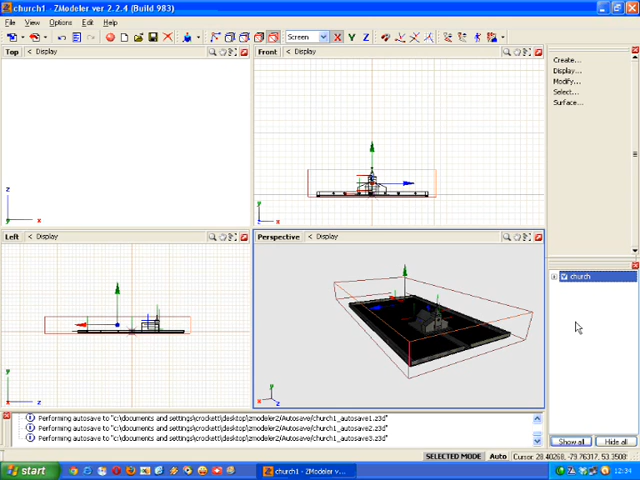 church1 - ZModeler ver 2.2.4 (Build 983)
File View Options Edit Help
Screen X Y Z
Top < Display
Front < Display
Create...
Display...
Modify...
Select...
Surface...
z
y x
y
z x
Left < Display
Perspective < Display
church
y
x z
y
x z
Performing autosave to "c:\documents and settings\crockatt\desktop\zmodeler2/Autosave/church1_autosave1.z3d"
Performing autosave to "c:\documents and settings\crockatt\desktop\zmodeler2/Autosave/church1_autosave2.z3d"
Performing autosave to "c:\documents and settings\crockatt\desktop\zmodeler2/Autosave/church1_autosave3.z3d"
Show all Hide all
SELECTED MODE Auto Cursor: 28.40268, -79.76317, 53.3508
start church1 - ZModeler v... 12:34